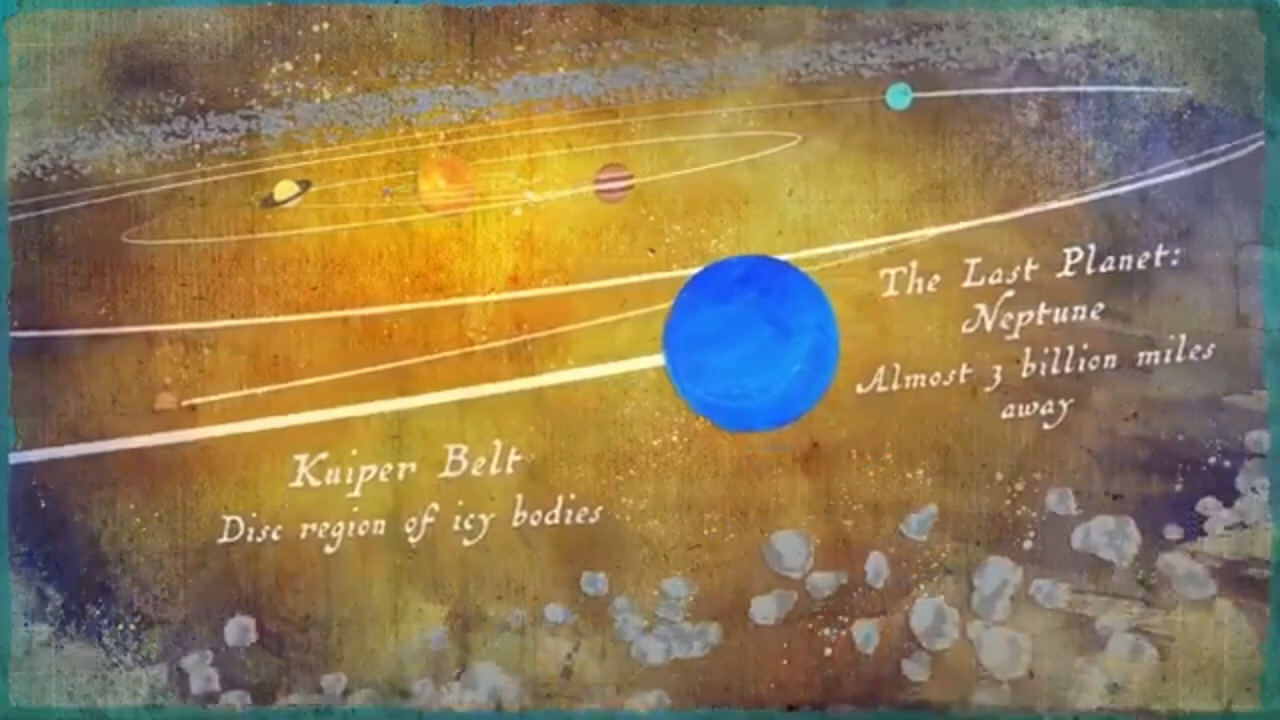 The Last Planet:
Neptune
Almost 3 billion miles
away
Kuiper Belt
Disc region of icy bodies